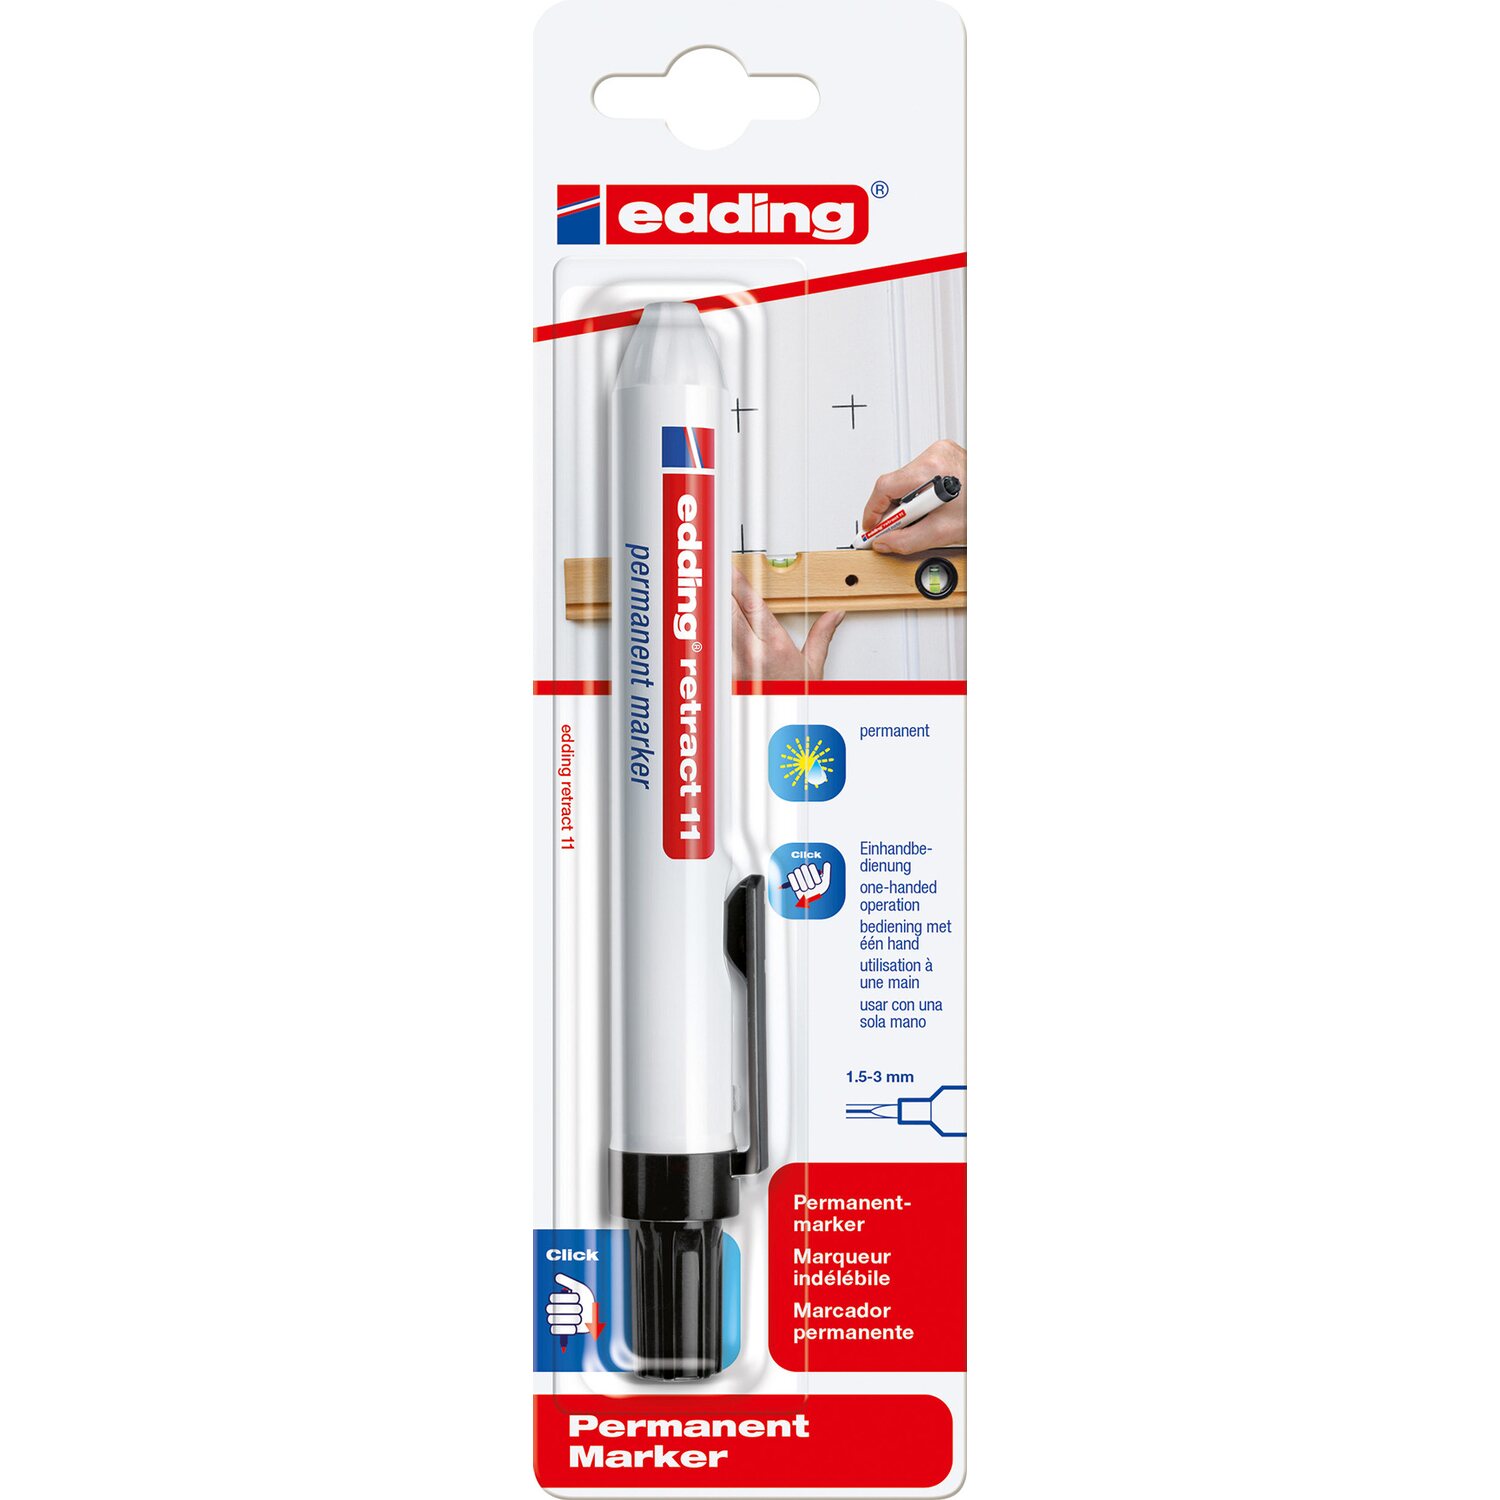 edding®
edding® retract 11
permanent marker
edding retract 11
permanent
Click
Einhandbe-
dienung
one-handed
operation
bediening met
één hand
utilisation à
une main
usar con una
sola mano
1.5-3 mm
Permanent-
marker
Marqueur
indélébile
Marcador
permanente
Click
Permanent
Marker